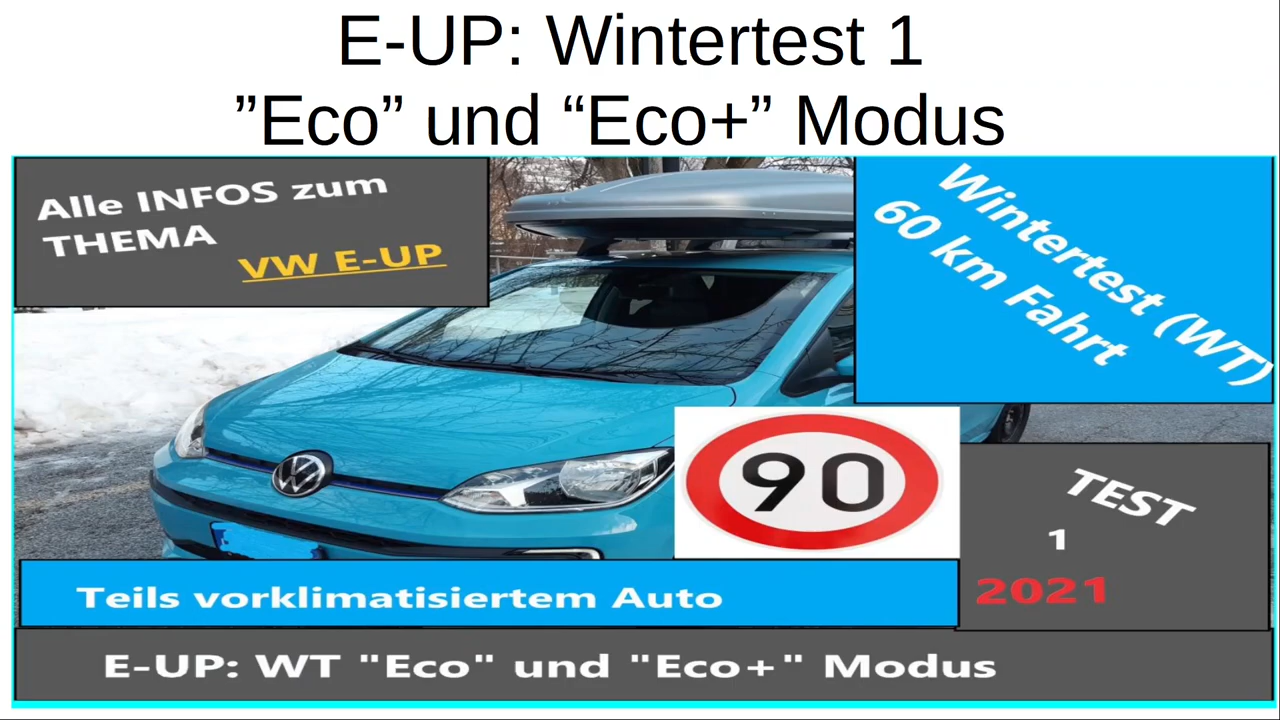 E-UP: Wintertest 1
”Eco” und “Eco+” Modus
Alle INFOS zum
THEMA
VW E-UP
Wintertest (WT)
60 km Fahrt
90
TEST
1
2021
Teils vorklimatisiertem Auto
E-UP: WT "Eco" und "Eco+" Modus